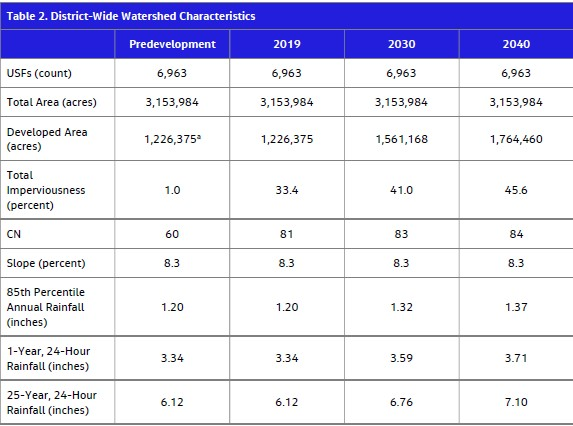 Table 2. District-Wide Watershed Characteristics
Predevelopment 2019 2030 2040
USFs (count) 6,963 6,963 6,963 6,963
Total Area (acres) 3,153,984 3,153,984 3,153,984 3,153,984
Developed Area
(acres) 1,226,375ᵃ 1,226,375 1,561,168 1,764,460
Total
Imperviousness
(percent) 1.0 33.4 41.0 45.6
CN 60 81 83 84
Slope (percent) 8.3 8.3 8.3 8.3
85th Percentile
Annual Rainfall
(inches) 1.20 1.20 1.32 1.37
1-Year, 24-Hour
Rainfall (inches) 3.34 3.34 3.59 3.71
25-Year, 24-Hour
Rainfall (inches) 6.12 6.12 6.76 7.10